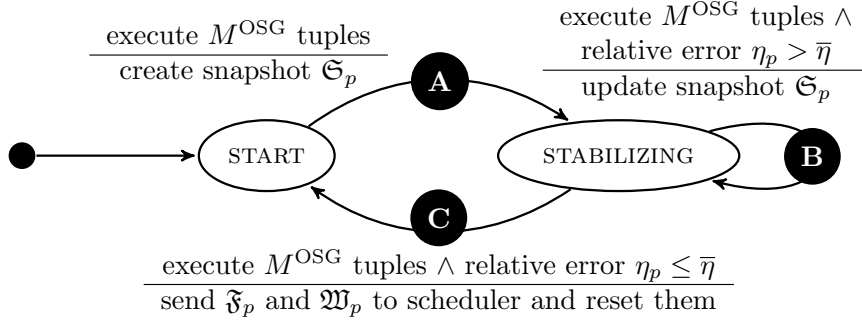 execute M^OSG tuples
create snapshot 𝔖_p
execute M^OSG tuples ∧
relative error η_p > η̅
update snapshot 𝔖_p
A
START
STABILIZING
B
C
execute M^OSG tuples ∧ relative error η_p ≤ η̅
send 𝔉_p and 𝔚_p to scheduler and reset them